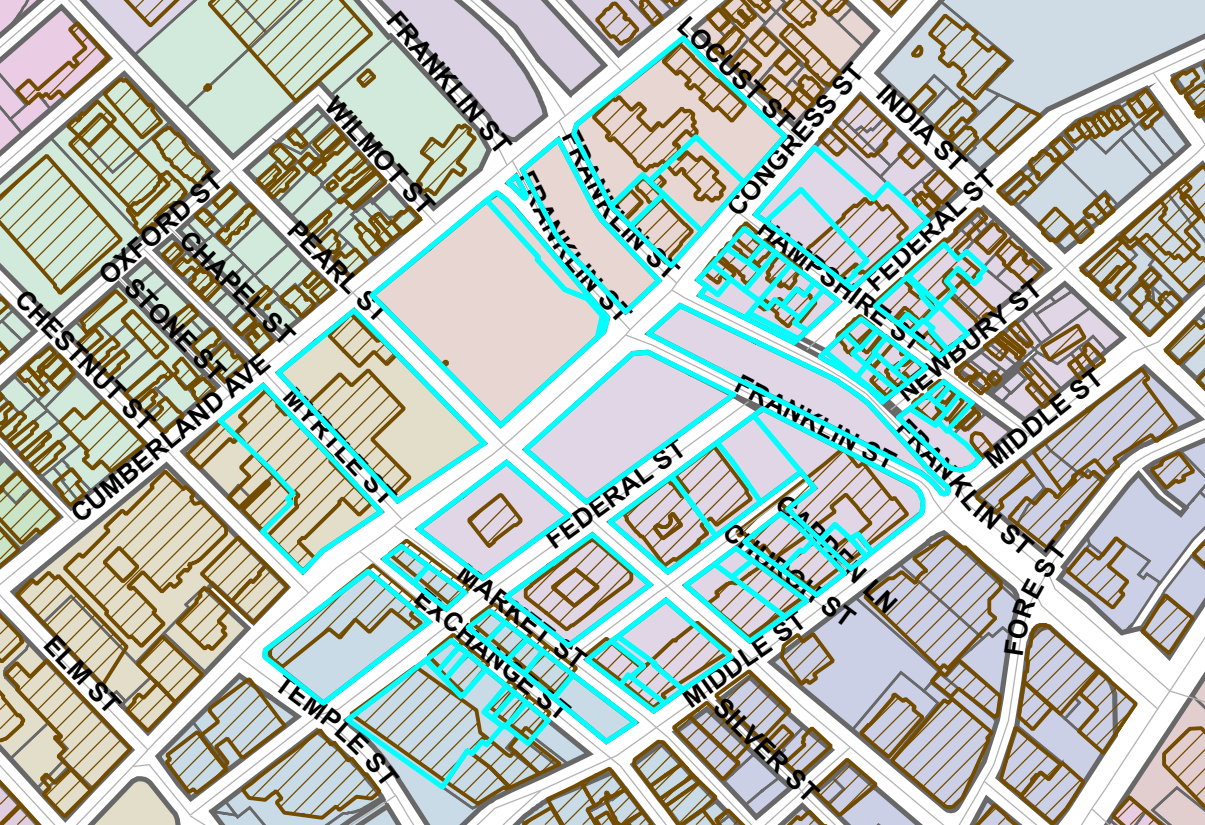 FRANKLIN ST
LOCUST ST
CONGRESS ST
INDIA ST
WILMOT ST
FRANKLIN ST
FRANKLIN ST
OXFORD ST
CHAPEL ST
PEARL ST
HAMPSHIRE ST
FEDERAL ST
CHESTNUT ST
STONE ST
NEWBURY ST
CUMBERLAND AVE
MYRTLE ST
FRANKLIN ST
MIDDLE ST
FRANKLIN ST
FEDERAL ST
GARDEN LN
CHURCH ST
MARKET ST
EXCHANGE ST
FORE ST
ELM ST
TEMPLE ST
MIDDLE ST
SILVER ST